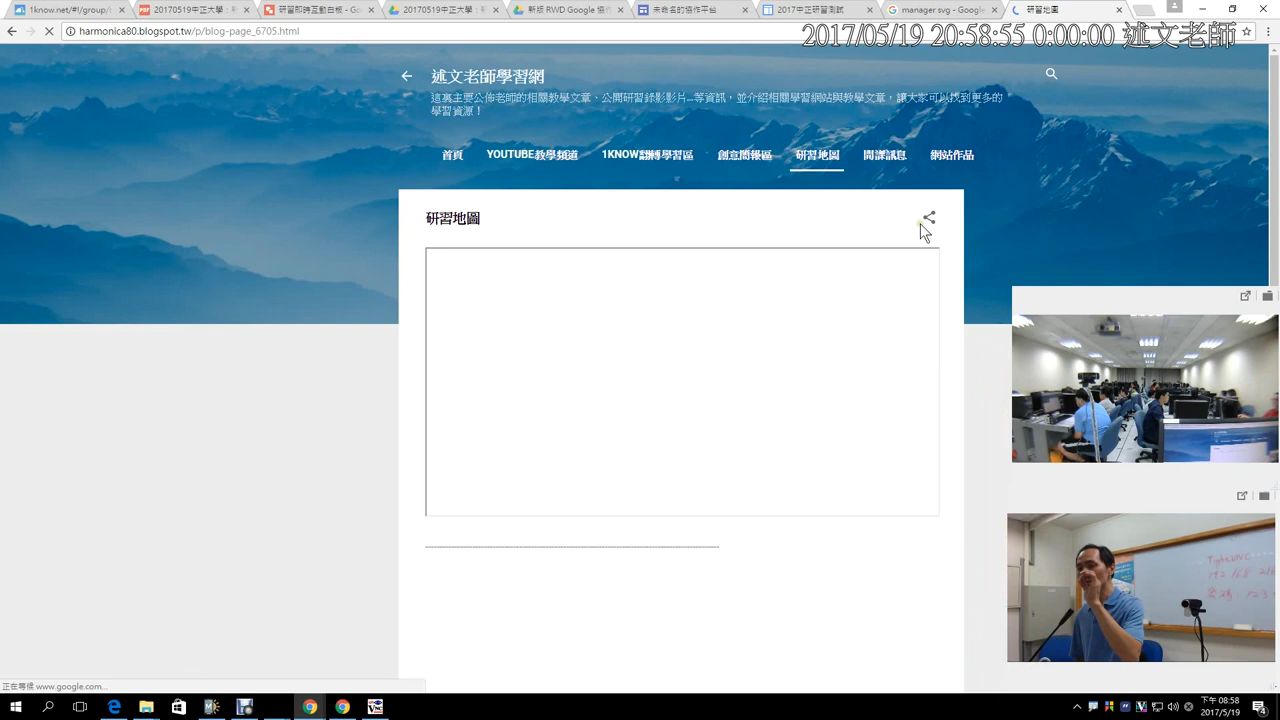 1know.net/#!/group/
20170519中正大學：
研習即時互動白板 - Goo
20170519中正大學：
新版 RWD Google 協
未命名的協作平台
2017中正研習測試
manager svg - Google
研習地圖
harmonica80.blogspot.tw/p/blog-page_6705.html
2017/05/19 20:58:55 0:00:00 述文老師
述文老師學習網
這裏主要公佈老師的相關教學文章、公開研習錄影影片...等資訊，並介紹相關學習網站與教學文章，讓大家可以找到更多的
學習資源！
首頁 YOUTUBE教學頻道 1KNOW翻轉學習區 創意簡報區 研習地圖 開課訊息 網站作品
研習地圖
TightVNC
192 168
123
正在等候 www.google.com...
下午 08:58
2017/5/19